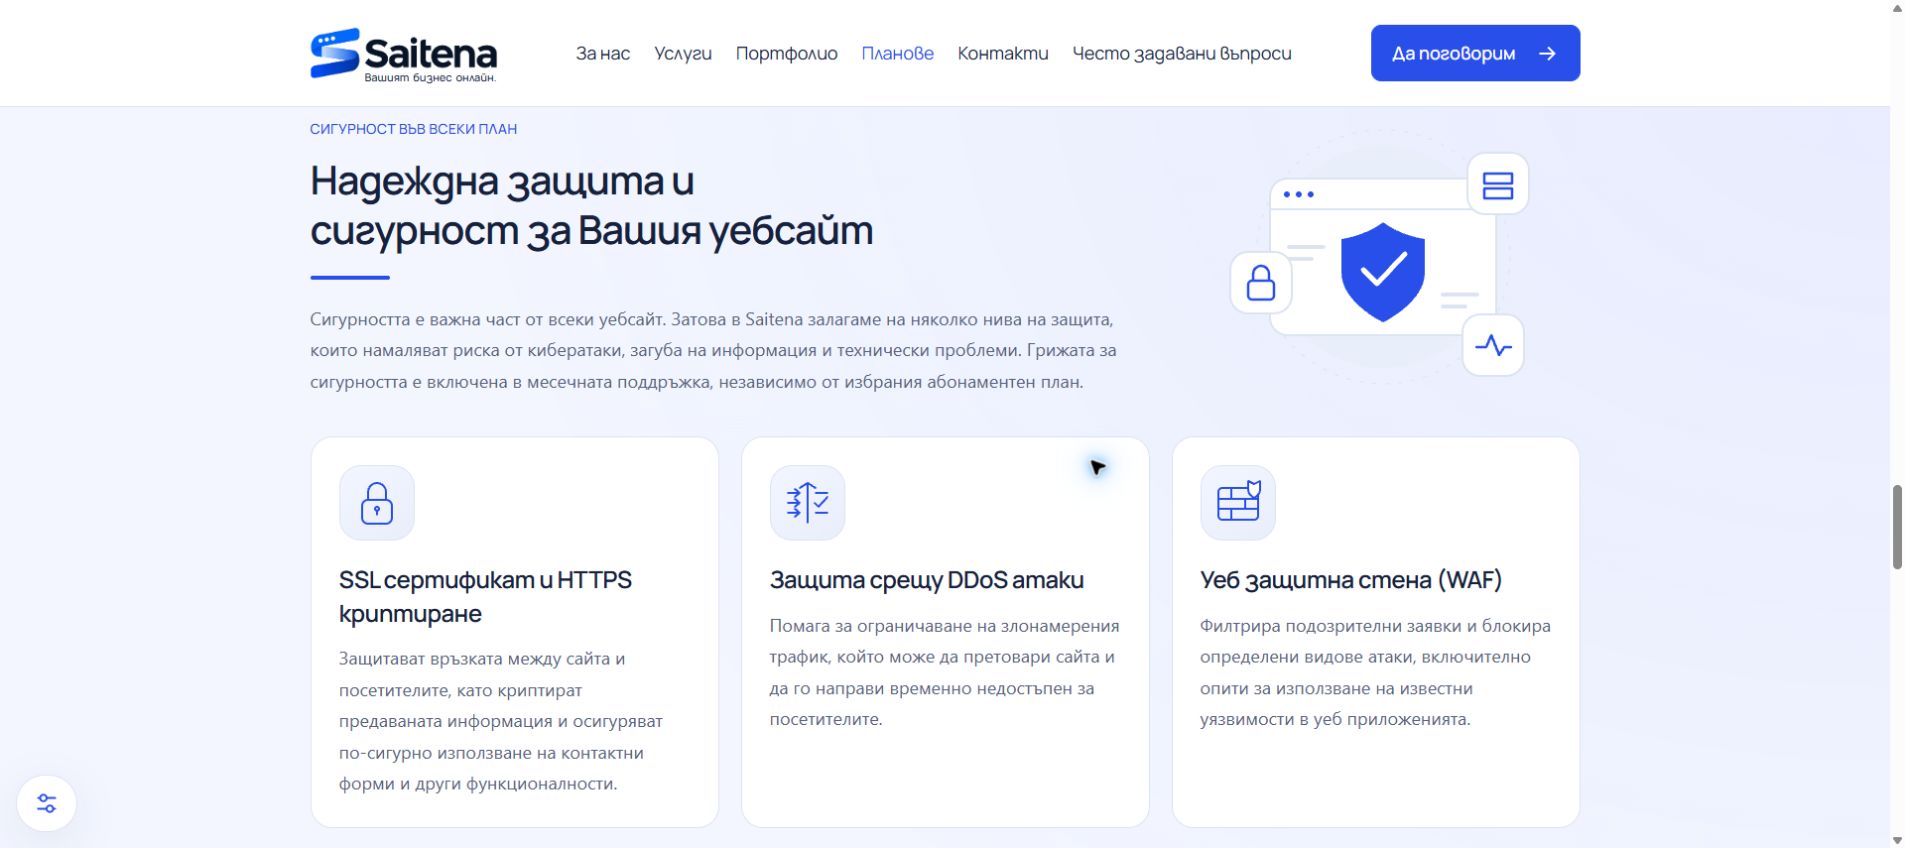 Saitena
Вашият бизнес онлайн.
За нас
Услуги
Портфолио
Планове
Контакти
Често задавани въпроси
Да поговорим
СИГУРНОСТ ВЪВ ВСЕКИ ПЛАН
Надеждна защита и
сигурност за Вашия уебсайт
Сигурността е важна част от всеки уебсайт. Затова в Saitena залагаме на няколко нива на защита,
които намаляват риска от кибератаки, загуба на информация и технически проблеми. Грижата за
сигурността е включена в месечната поддръжка, независимо от избрания абонаментен план.
SSL сертификат и HTTPS
криптиране
Защитават връзката между сайта и
посетителите, като криптират
предаваната информация и осигуряват
по-сигурно използване на контактни
форми и други функционалности.
Защита срещу DDoS атаки
Помага за ограничаване на злонамерения
трафик, който може да претовари сайта и
да го направи временно недостъпен за
посетителите.
Уеб защитна стена (WAF)
Филтрира подозрителни заявки и блокира
определени видове атаки, включително
опити за използване на известни
уязвимости в уеб приложенията.